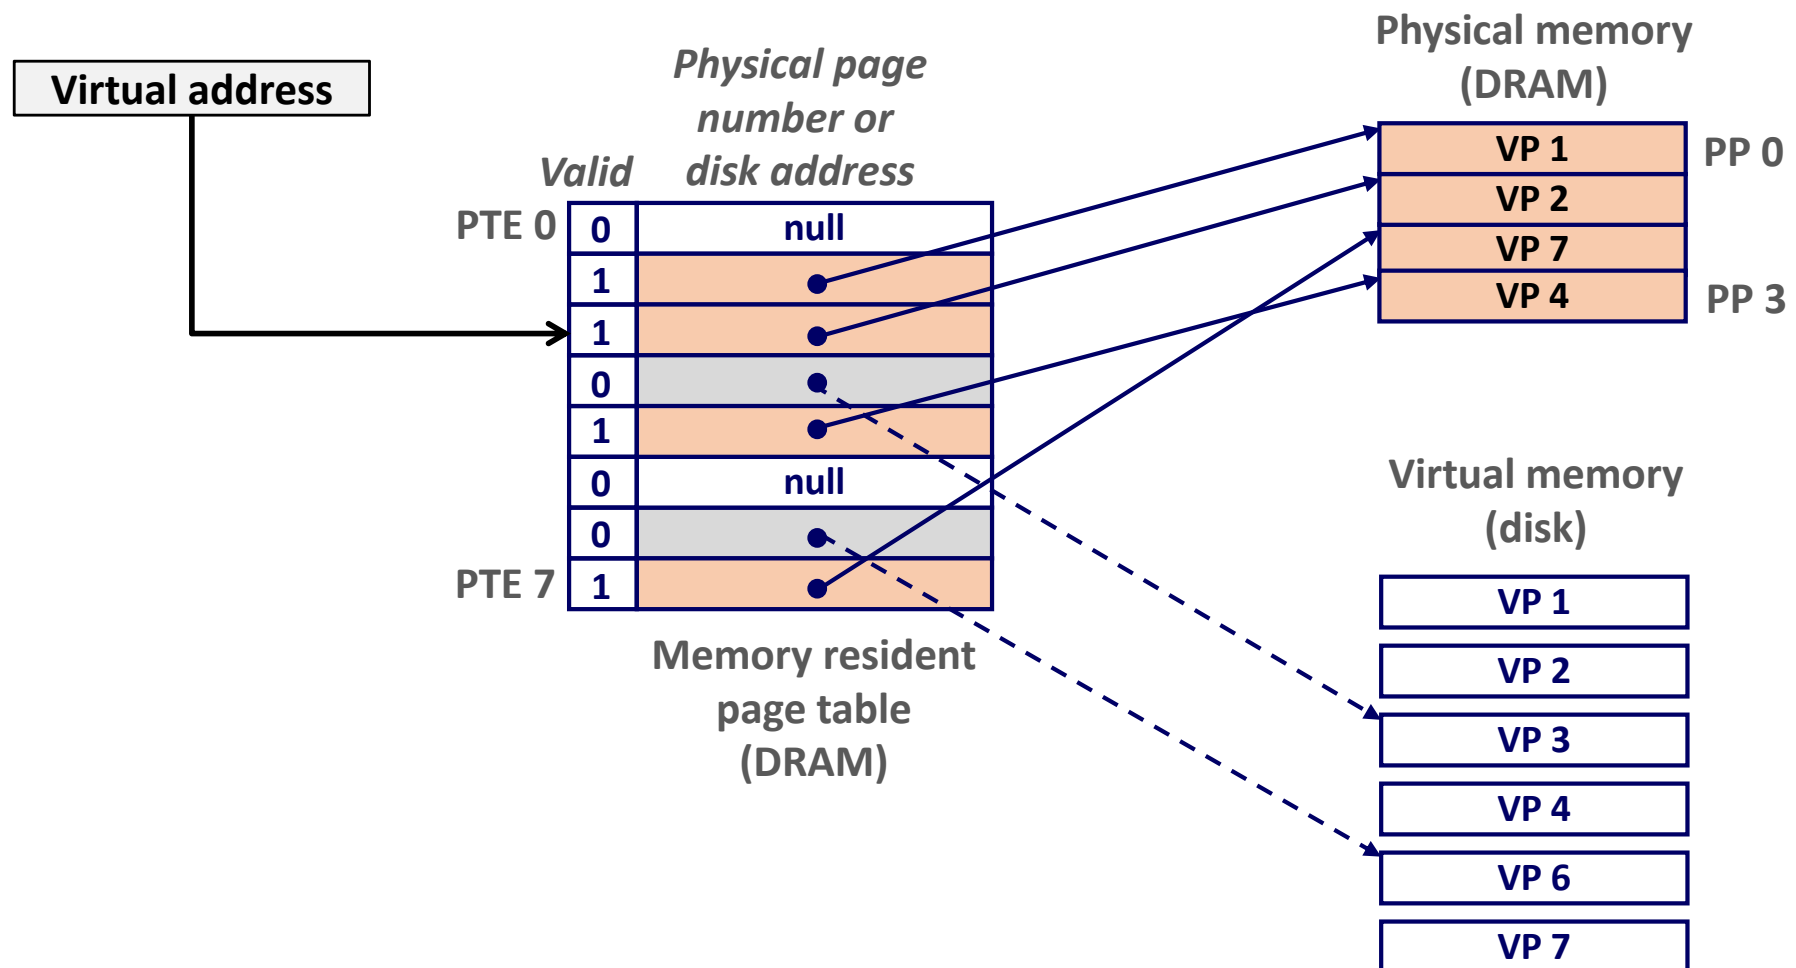 Virtual address
Physical page
number or
disk address
Valid
PTE 0
0
null
1
1
0
1
0
null
0
PTE 7
1
Memory resident
page table
(DRAM)
Physical memory
(DRAM)
VP 1
PP 0
VP 2
VP 7
VP 4
PP 3
Virtual memory
(disk)
VP 1
VP 2
VP 3
VP 4
VP 6
VP 7